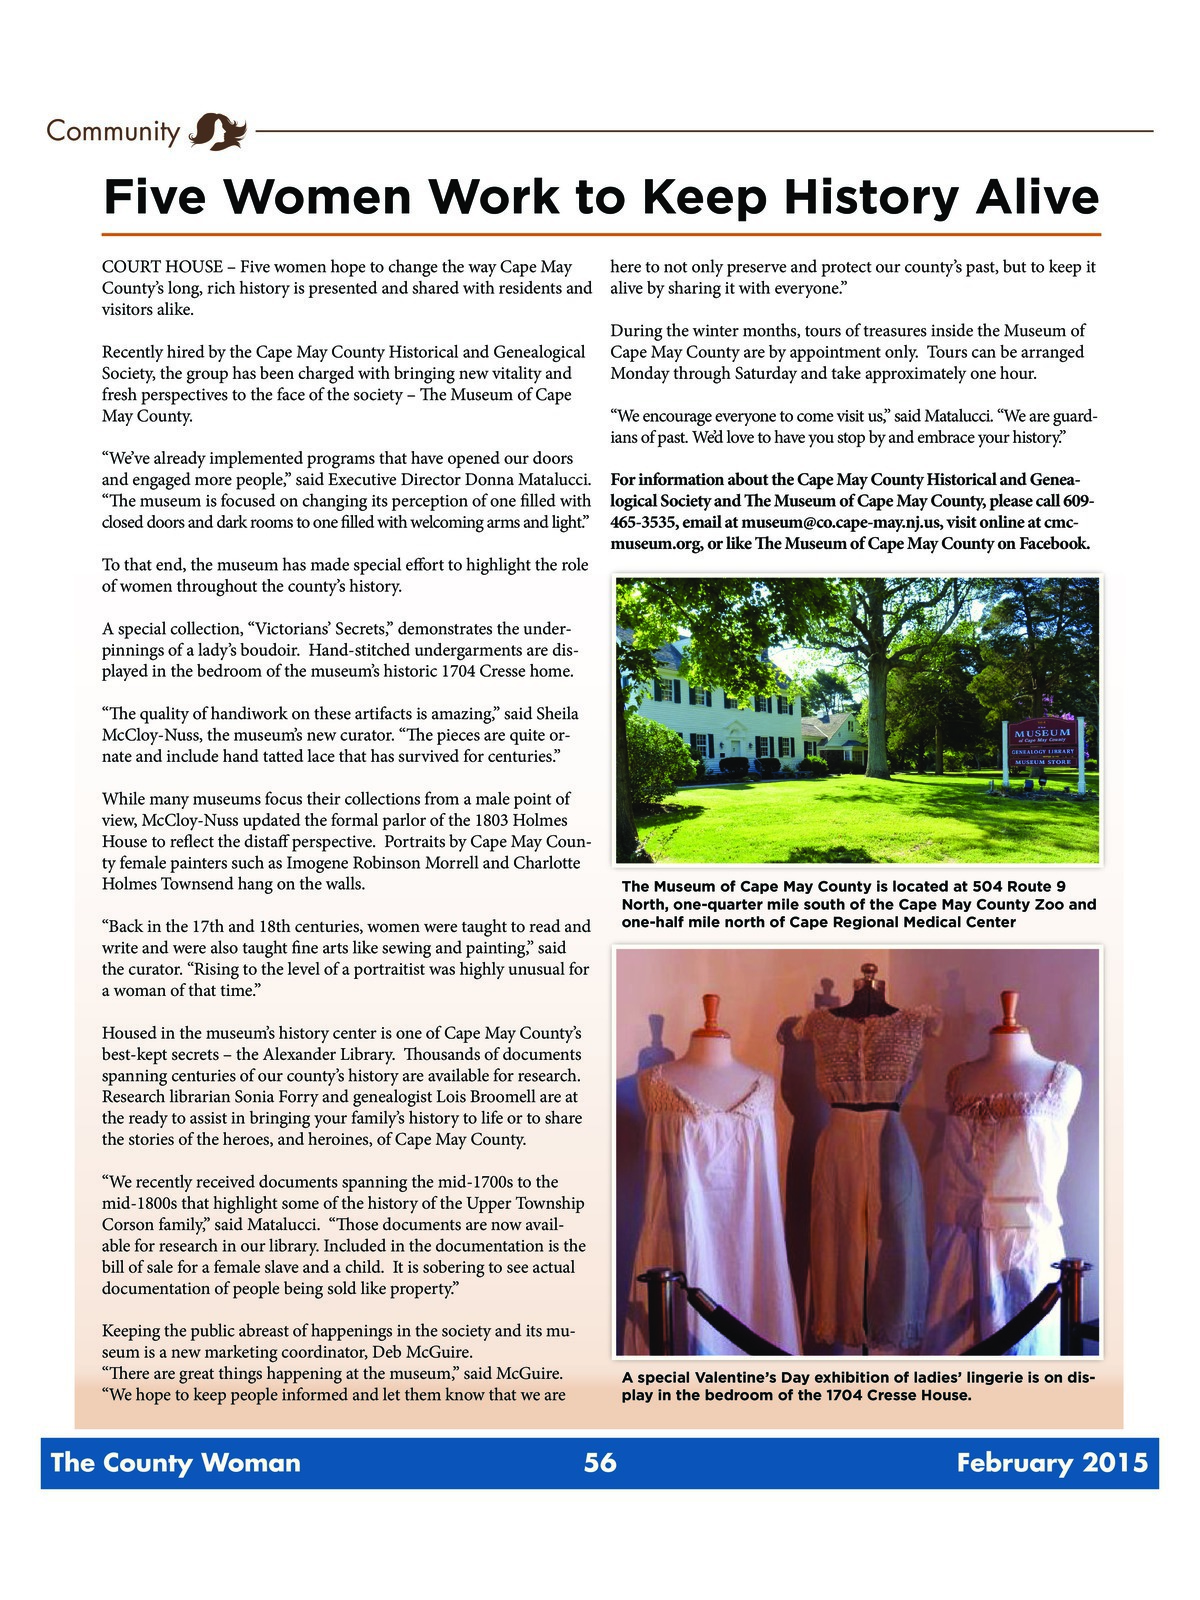 Community
Five Women Work to Keep History Alive
COURT HOUSE – Five women hope to change the way Cape May
County’s long, rich history is presented and shared with residents and
visitors alike.
Recently hired by the Cape May County Historical and Genealogical
Society, the group has been charged with bringing new vitality and
fresh perspectives to the face of the society – The Museum of Cape
May County.
“We’ve already implemented programs that have opened our doors
and engaged more people,” said Executive Director Donna Matalucci.
“The museum is focused on changing its perception of one filled with
closed doors and dark rooms to one filled with welcoming arms and light.”
To that end, the museum has made special effort to highlight the role
of women throughout the county’s history.
A special collection, “Victorians’ Secrets,” demonstrates the under-
pinnings of a lady’s boudoir.  Hand-stitched undergarments are dis-
played in the bedroom of the museum’s historic 1704 Cresse home.
“The quality of handiwork on these artifacts is amazing,” said Sheila
McCloy-Nuss, the museum’s new curator. “The pieces are quite or-
nate and include hand tatted lace that has survived for centuries.”
While many museums focus their collections from a male point of
view, McCloy-Nuss updated the formal parlor of the 1803 Holmes
House to reflect the distaff perspective.  Portraits by Cape May Coun-
ty female painters such as Imogene Robinson Morrell and Charlotte
Holmes Townsend hang on the walls.
“Back in the 17th and 18th centuries, women were taught to read and
write and were also taught fine arts like sewing and painting,” said
the curator. “Rising to the level of a portraitist was highly unusual for
a woman of that time.”
Housed in the museum’s history center is one of Cape May County’s
best-kept secrets – the Alexander Library.  Thousands of documents
spanning centuries of our county’s history are available for research.
Research librarian Sonia Forry and genealogist Lois Broomell are at
the ready to assist in bringing your family’s history to life or to share
the stories of the heroes, and heroines, of Cape May County.
“We recently received documents spanning the mid-1700s to the
mid-1800s that highlight some of the history of the Upper Township
Corson family,” said Matalucci.  “Those documents are now avail-
able for research in our library. Included in the documentation is the
bill of sale for a female slave and a child.  It is sobering to see actual
documentation of people being sold like property.”
Keeping the public abreast of happenings in the society and its mu-
seum is a new marketing coordinator, Deb McGuire.
“There are great things happening at the museum,” said McGuire.
“We hope to keep people informed and let them know that we are
here to not only preserve and protect our county’s past, but to keep it
alive by sharing it with everyone.”
During the winter months, tours of treasures inside the Museum of
Cape May County are by appointment only.  Tours can be arranged
Monday through Saturday and take approximately one hour.
“We encourage everyone to come visit us,” said Matalucci. “We are guard-
ians of past. We’d love to have you stop by and embrace your history.”
For information about the Cape May County Historical and Genea-
logical Society and The Museum of Cape May County, please call 609-
465-3535, email at museum@co.cape-may.nj.us, visit online at cmc-
museum.org, or like The Museum of Cape May County on Facebook.
MUSEUM
of Cape May County
GENEALOGY LIBRARY
MUSEUM STORE
The Museum of Cape May County is located at 504 Route 9
North, one-quarter mile south of the Cape May County Zoo and
one-half mile north of Cape Regional Medical Center
A special Valentine’s Day exhibition of ladies’ lingerie is on dis-
play in the bedroom of the 1704 Cresse House.
The County Woman 56 February 2015